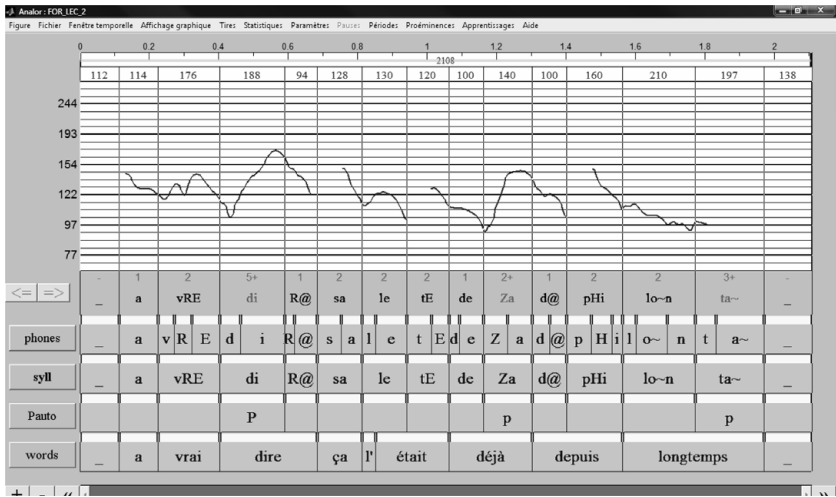 Analor : FOR_LEC_2
Figure Fichier Fenêtre temporelle Affichage graphique Tires Statistiques Paramètres Pauses Périodes Proéminences Apprentissages Aide
0 0.2 0.4 0.6 0.8 1 1.2 1.4 1.6 1.8 2
2108
112 114 176 188 94 128 130 120 100 140 100 160 210 197 138
244
193
154
122
97
77
- 1 2 5+ 1 2 2 2 1 2+ 1 2 2 3+ -
<= => _ a vRE di R@ sa le tE de Za d@ pHi lo~n ta~ _
phones _ a v R E d i R @ s a l e t E d e Z a d @ p H i l o~ n t a~ _
syll _ a vRE di R@ sa le tE de Za d@ pHi lo~n ta~ _
Pauto P p p
words _ a vrai dire ça l' était déjà depuis longtemps _
+ - << >>